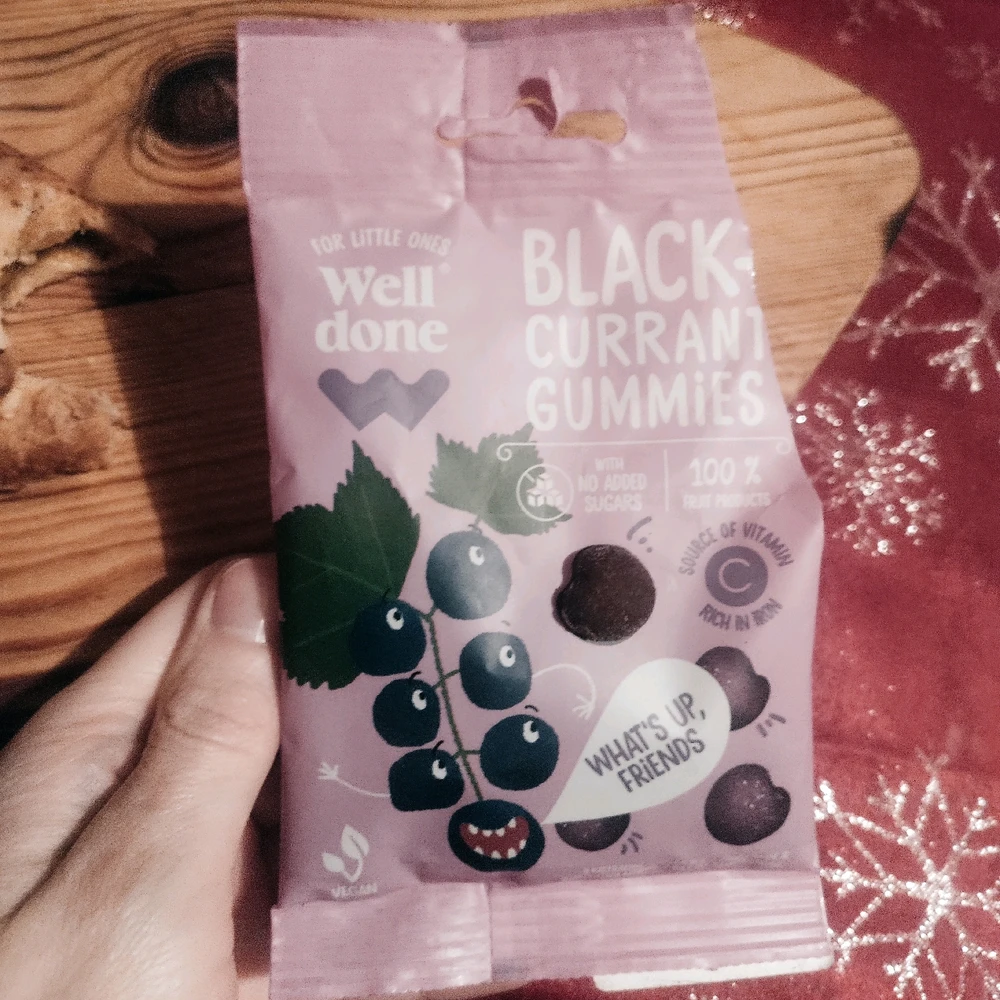 FOR LITTLE ONES
Well®
done
BLACK-
CURRANT
GUMMiES
WITH
NO ADDED
SUGARS
100 %
FRUIT PRODUCTS
SOURCE OF VITAMIN
C
RICH IN IRON
WHAT'S UP,
FRiENDS
VEGAN